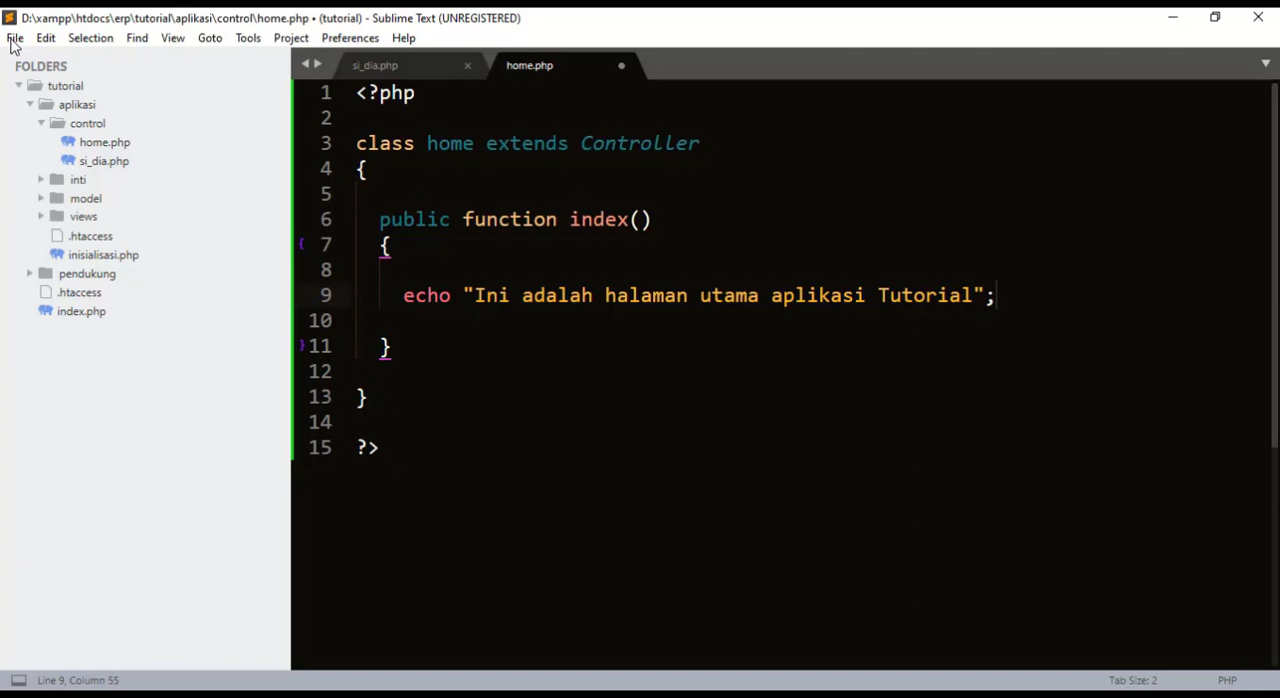 D:\xampp\htdocs\erp\tutorial\aplikasi\control\home.php • (tutorial) - Sublime Text (UNREGISTERED)
File Edit Selection Find View Goto Tools Project Preferences Help
FOLDERS
tutorial
aplikasi
control
home.php
si_dia.php
inti
model
views
.htaccess
inisialisasi.php
pendukung
.htaccess
index.php
si_dia.php × home.php
1 <?php
2
3 class home extends Controller
4 {
5
6 public function index()
{ 7 {
8
9 echo "Ini adalah halaman utama aplikasi Tutorial";
10
} 11 }
12
13 }
14
15 ?>
Line 9, Column 55 Tab Size: 2 PHP